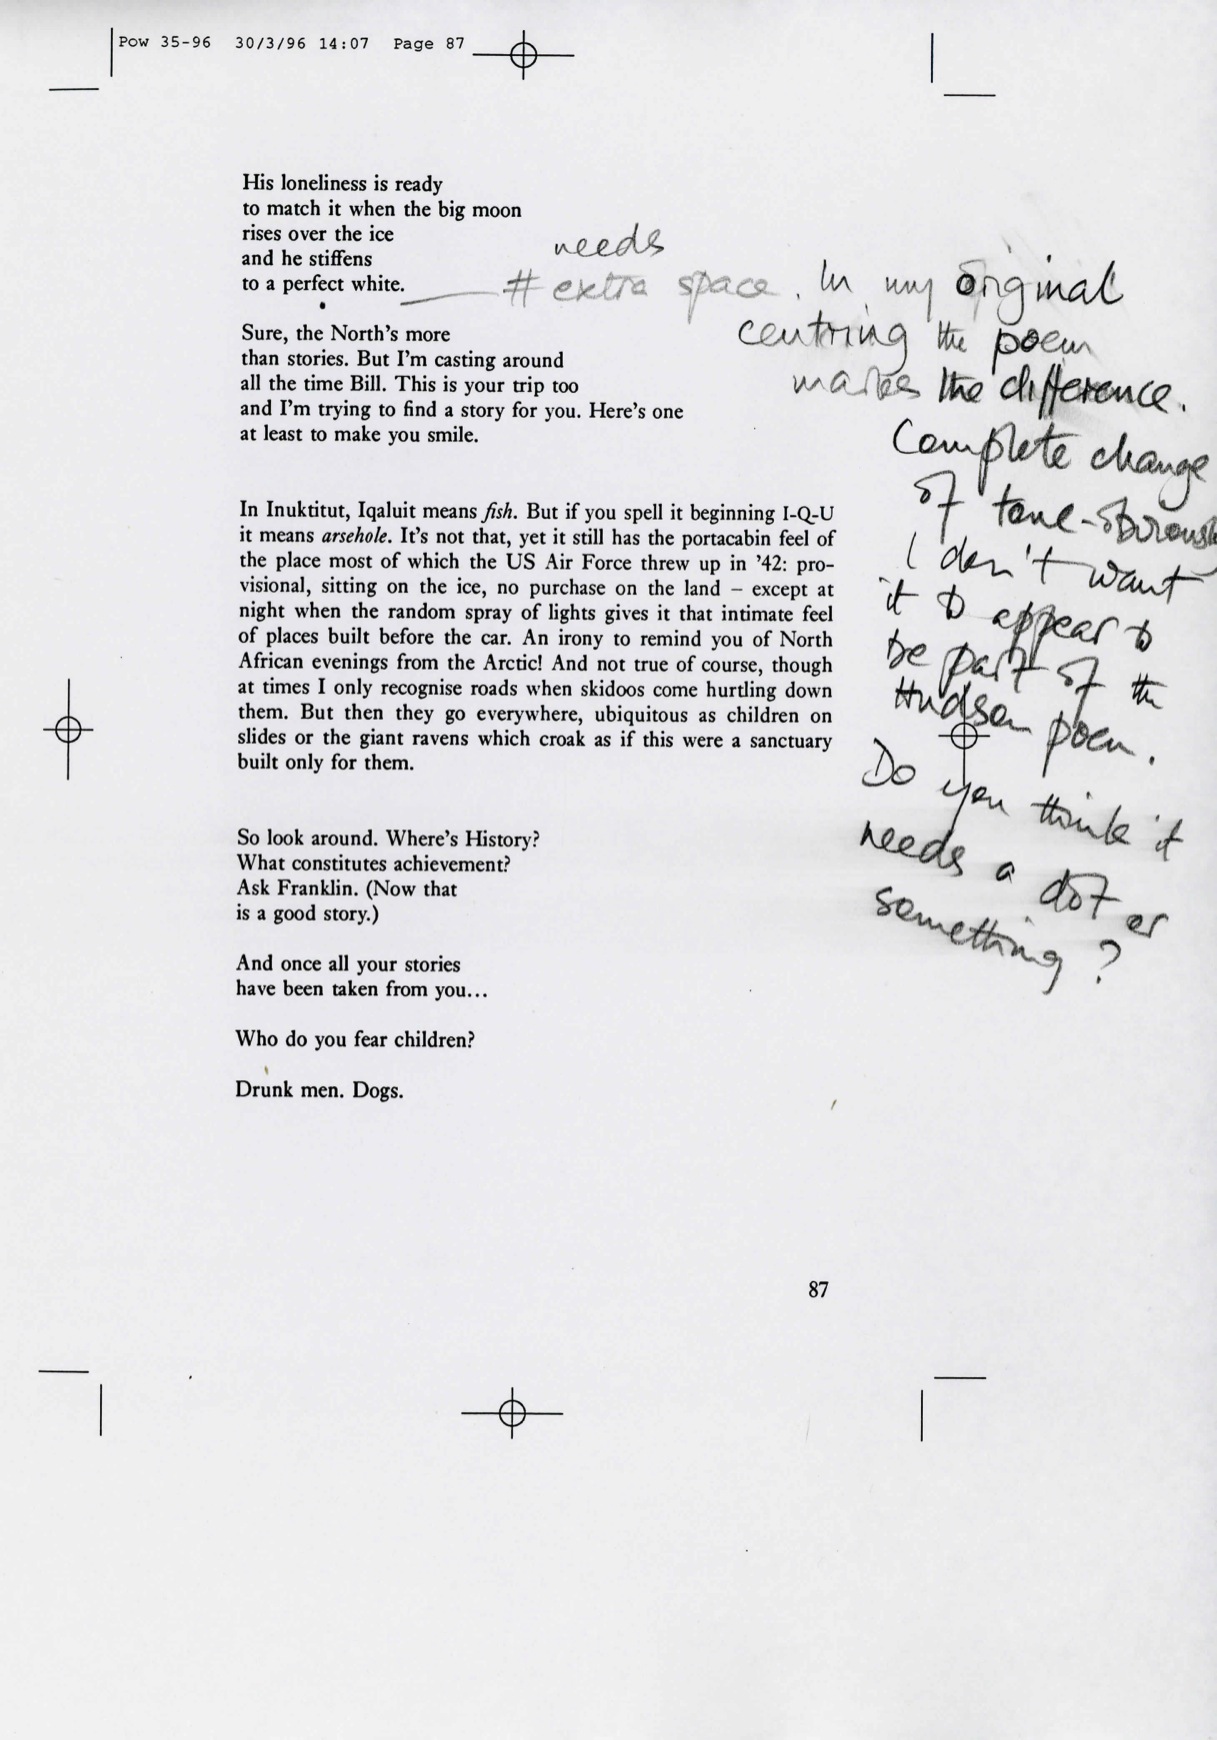 Pow 35-96  30/3/96 14:07  Page 87
His loneliness is ready
to match it when the big moon
rises over the ice
and he stiffens
to a perfect white.
needs
# extra space. In my original
centring the poem
makes the difference.
Complete change
of tone – obviously
I don't want
it to appear to
be part of the
Hudson poem.
Do you think it
needs a dot or
something?
Sure, the North's more
than stories. But I'm casting around
all the time Bill. This is your trip too
and I'm trying to find a story for you. Here's one
at least to make you smile.
In Inuktitut, Iqaluit means fish. But if you spell it beginning I-Q-U
it means arsehole. It's not that, yet it still has the portacabin feel of
the place most of which the US Air Force threw up in '42: pro-
visional, sitting on the ice, no purchase on the land – except at
night when the random spray of lights gives it that intimate feel
of places built before the car. An irony to remind you of North
African evenings from the Arctic! And not true of course, though
at times I only recognise roads when skidoos come hurtling down
them. But then they go everywhere, ubiquitous as children on
slides or the giant ravens which croak as if this were a sanctuary
built only for them.
So look around. Where's History?
What constitutes achievement?
Ask Franklin. (Now that
is a good story.)
And once all your stories
have been taken from you...
Who do you fear children?
Drunk men. Dogs.
87